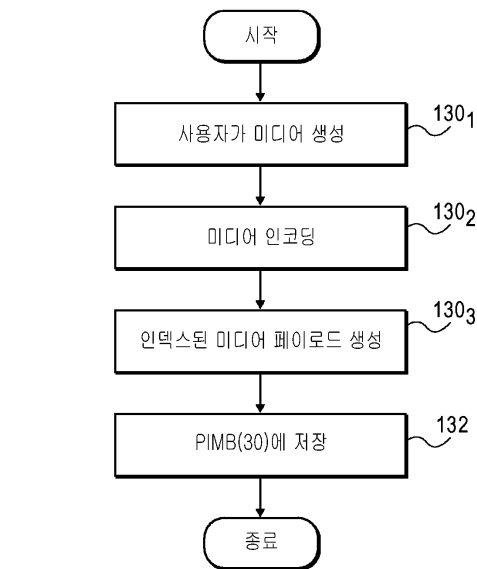 시작
사용자가 미디어 생성
130₁
미디어 인코딩
130₂
인덱스된 미디어 페이로드 생성
130₃
PIMB(30)에 저장
132
종료